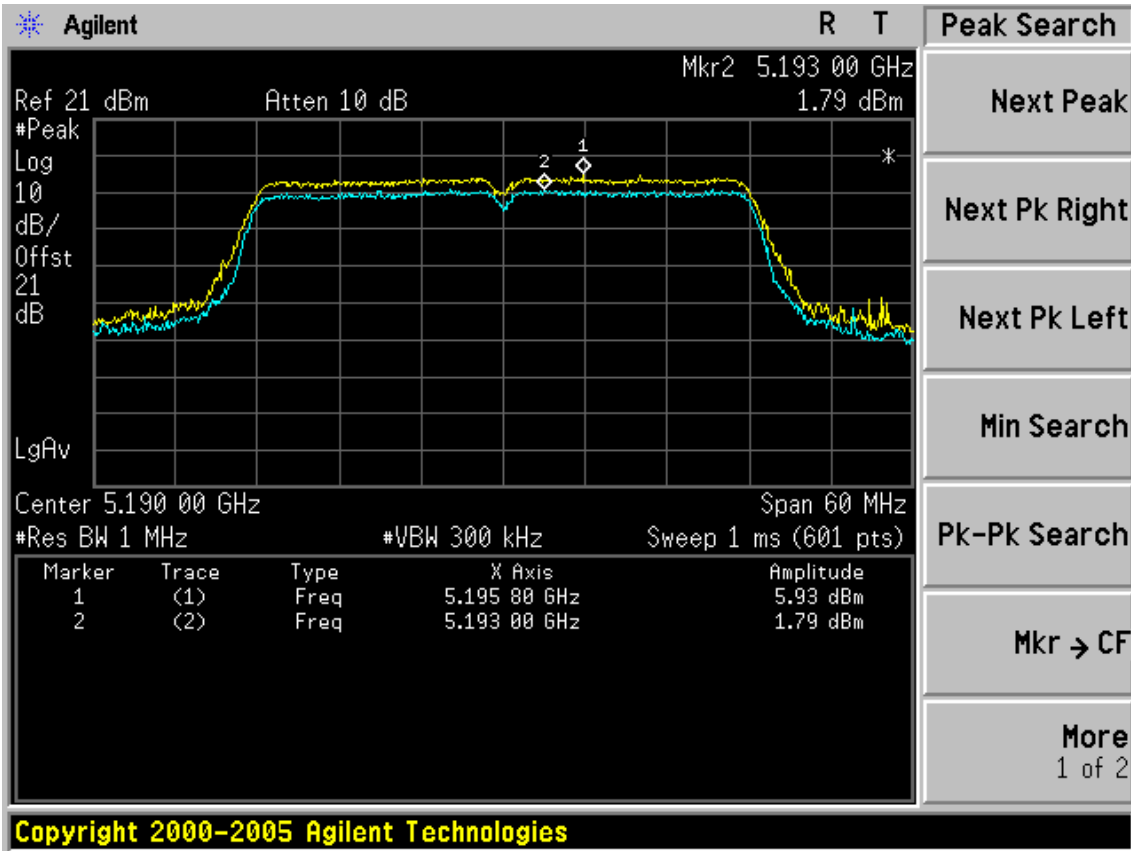 Agilent R T Peak Search
Mkr2 5.193 00 GHz
Ref 21 dBm Atten 10 dB 1.79 dBm
#Peak
Log
10
dB/
Offst
21
dB
LgAv
1
2
*
Center 5.190 00 GHz Span 60 MHz
#Res BW 1 MHz #VBW 300 kHz Sweep 1 ms (601 pts)
Marker Trace Type X Axis Amplitude
1 (1) Freq 5.195 80 GHz 5.93 dBm
2 (2) Freq 5.193 00 GHz 1.79 dBm
Next Peak
Next Pk Right
Next Pk Left
Min Search
Pk-Pk Search
Mkr → CF
More
1 of 2
Copyright 2000-2005 Agilent Technologies